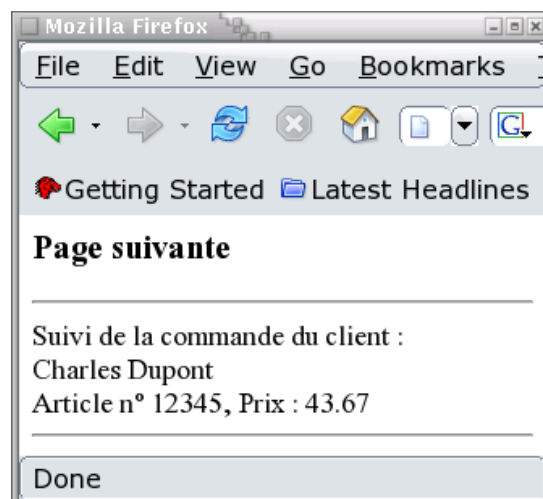 Mozilla Firefox
File Edit View Go Bookmarks
G
Getting Started Latest Headlines
Page suivante
Suivi de la commande du client :
Charles Dupont
Article n° 12345, Prix : 43.67
Done